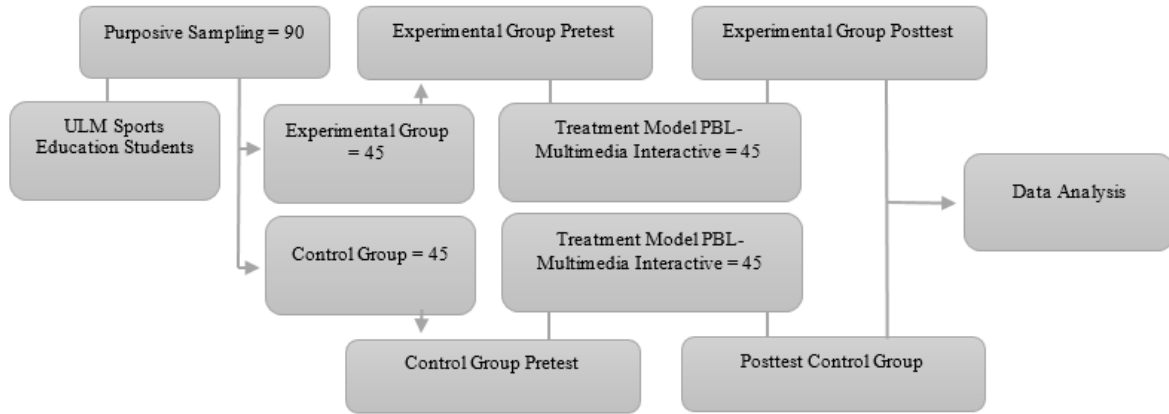 Purposive Sampling = 90
ULM Sports
Education Students
Experimental Group Pretest
Experimental Group Posttest
Experimental Group
= 45
Treatment Model PBL-
Multimedia Interactive = 45
Data Analysis
Control Group = 45
Treatment Model PBL-
Multimedia Interactive = 45
Control Group Pretest
Posttest Control Group